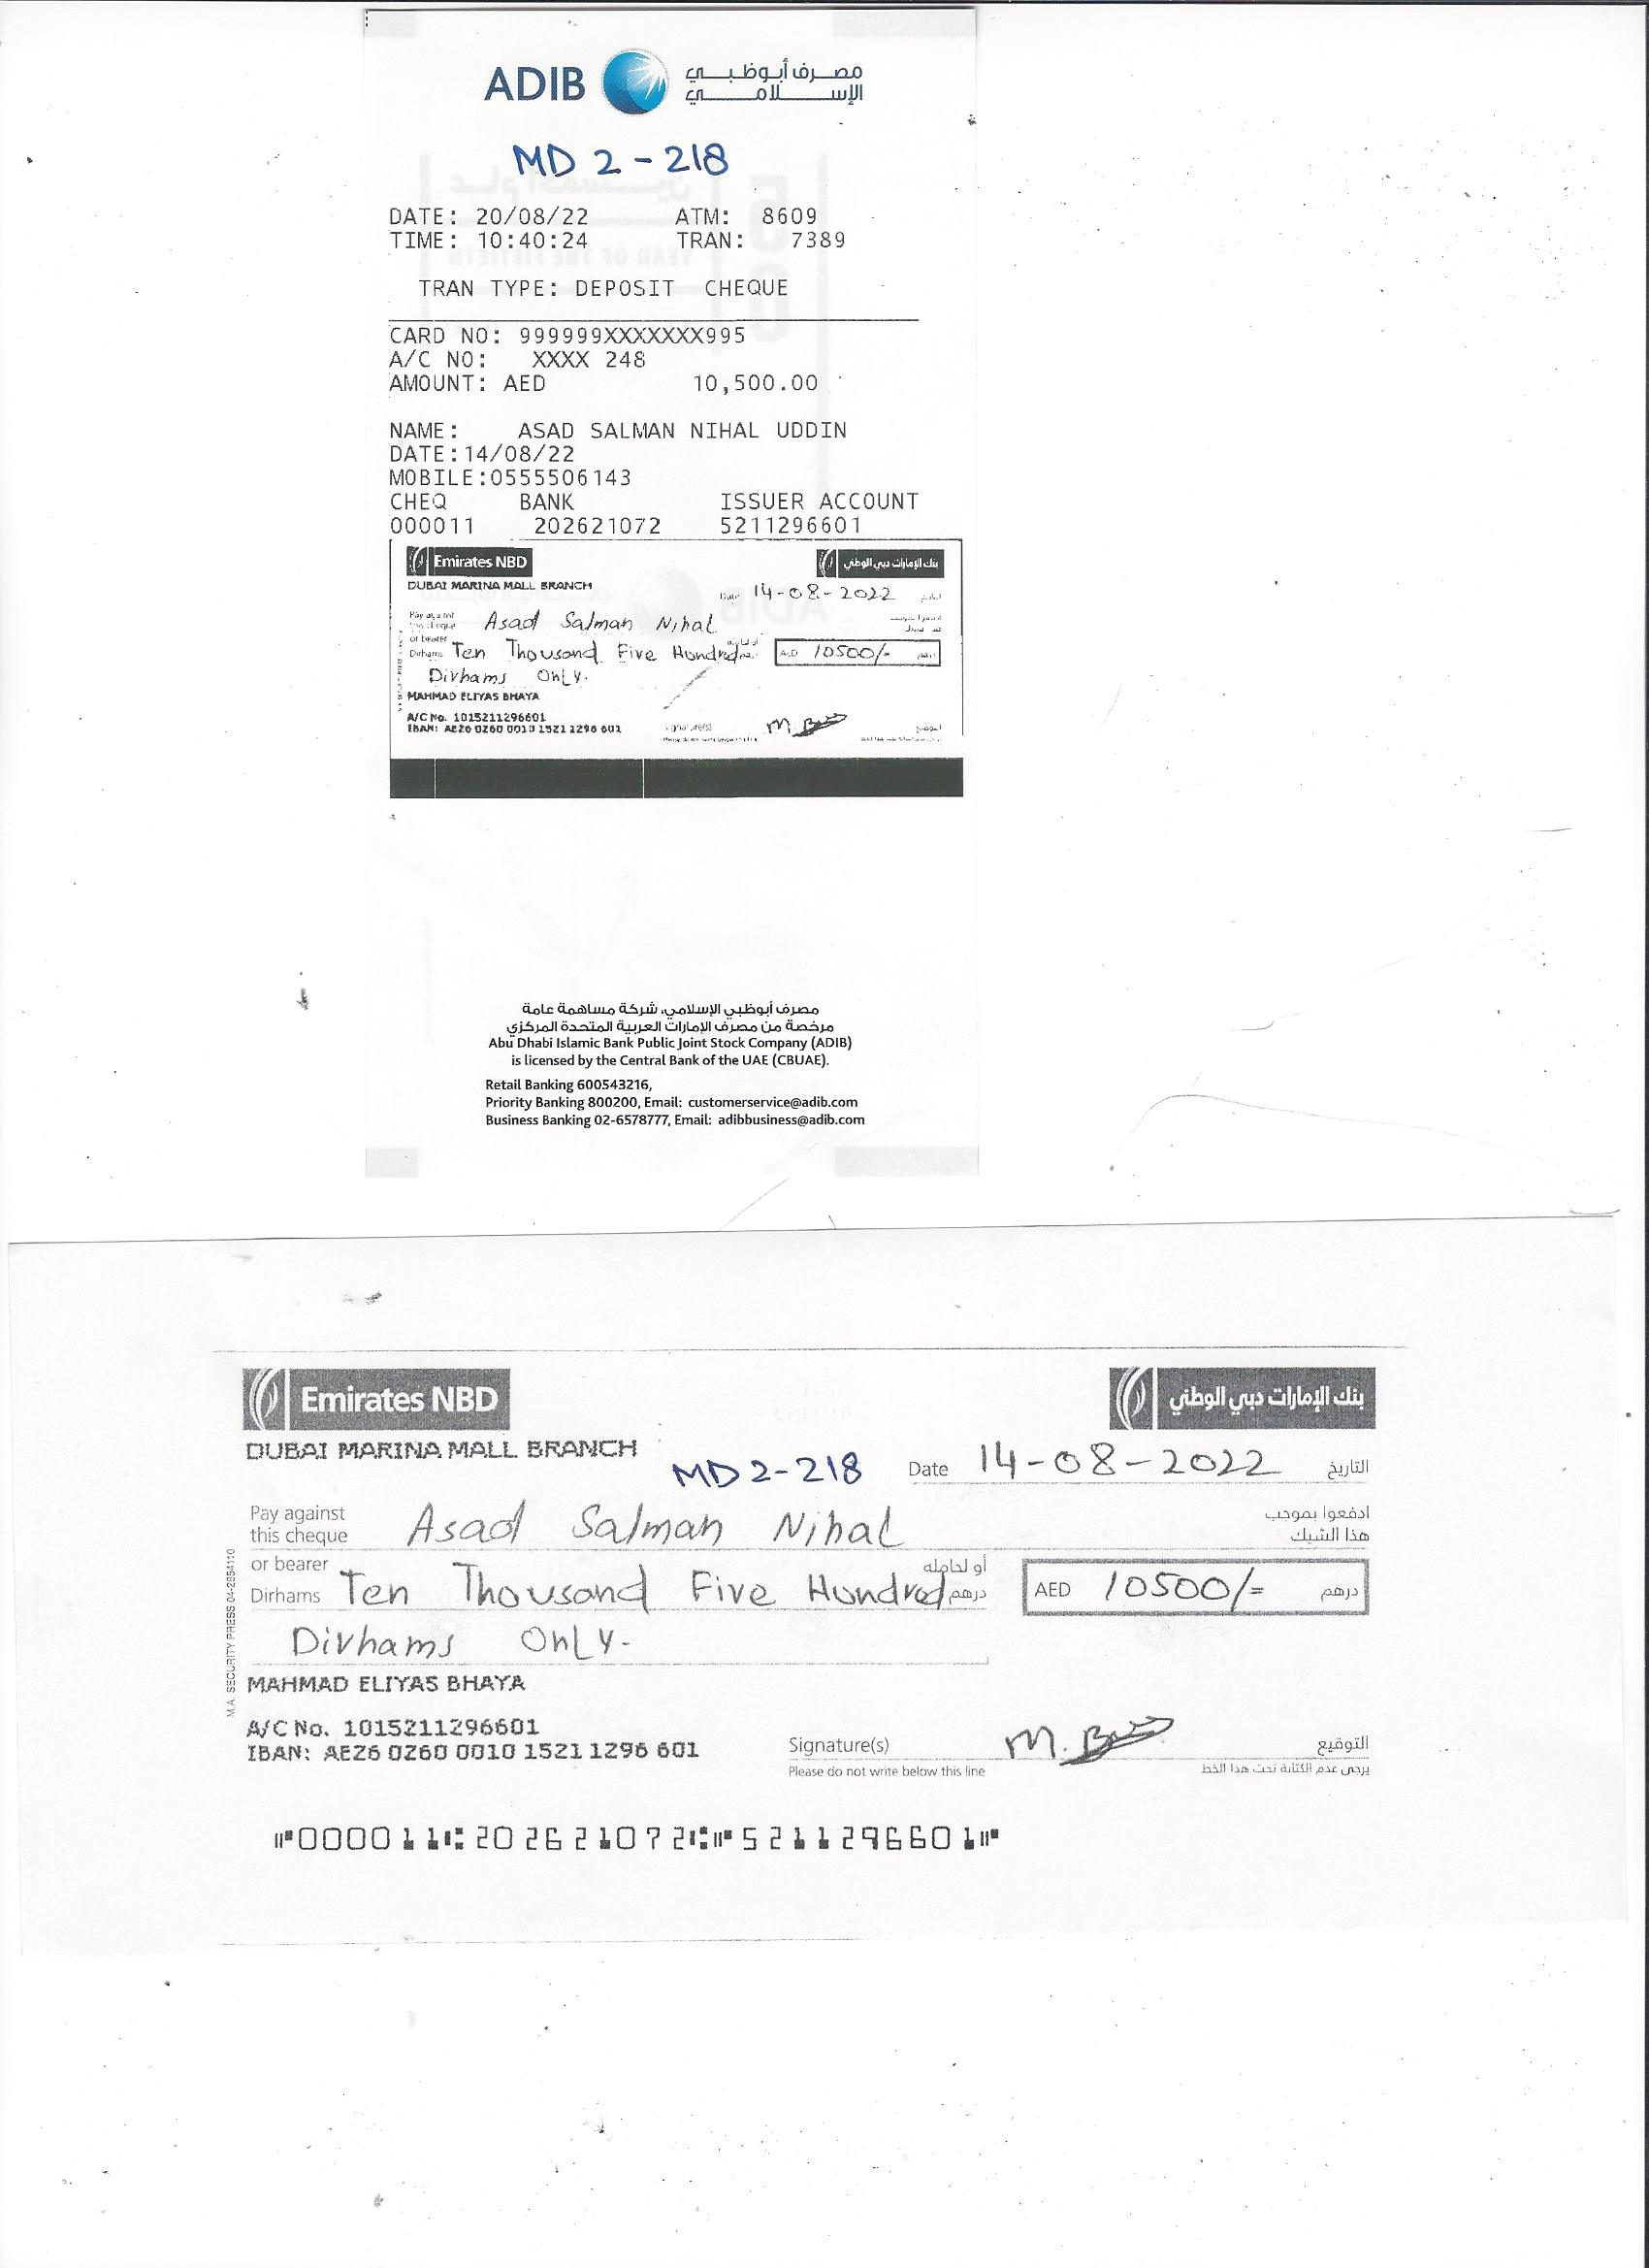 ADIB مصرف أبوظبي الإسلامي
MD 2 - 218
DATE: 20/08/22 ATM: 8609
TIME: 10:40:24 TRAN: 7389
TRAN TYPE: DEPOSIT CHEQUE
CARD NO: 999999XXXXXXX995
A/C NO: XXXX 248
AMOUNT: AED 10,500.00
NAME: ASAD SALMAN NIHAL UDDIN
DATE:14/08/22
MOBILE:0555506143
CHEQ BANK ISSUER ACCOUNT
000011 202621072 5211296601
Emirates NBD بنك الإمارات دبي الوطني
DUBAI MARINA MALL BRANCH
Date 14-08-2022
Pay against
this cheque Asad Salman Nihal
or bearer
Dirhams Ten Thousand Five Hundred AED 10500/-
Dirhams Only.
MAHMAD ELIYAS BHAYA
A/C No. 1015211296601
IBAN: AE26 0260 0010 1521 1296 601
Signature(s) M. B
مصرف أبوظبي الإسلامي، شركة مساهمة عامة
مرخصة من مصرف الإمارات العربية المتحدة المركزي
Abu Dhabi Islamic Bank Public Joint Stock Company (ADIB)
is licensed by the Central Bank of the UAE (CBUAE).
Retail Banking 600543216,
Priority Banking 800200, Email: customerservice@adib.com
Business Banking 02-6578777, Email: adibbusiness@adib.com
Emirates NBD بنك الإمارات دبي الوطني
DUBAI MARINA MALL BRANCH
MD 2-218 Date 14-08-2022 التاريخ
Pay against ادفعوا بموجب
this cheque Asad Salman Nihal هذا الشيك
or bearer أو لحامله
Dirhams Ten Thousand Five Hundred درهم AED 10500/= درهم
Dirhams Only.
M.A. SECURITY PRESS 04-2854110
MAHMAD ELIYAS BHAYA
A/C No. 1015211296601
IBAN: AE26 0260 0010 1521 1296 601
Signature(s) M. B التوقيع
Please do not write below this line يرجى عدم الكتابة تحت هذا الخط
⑈000011⑆202621072⑆⑈5211296601⑈